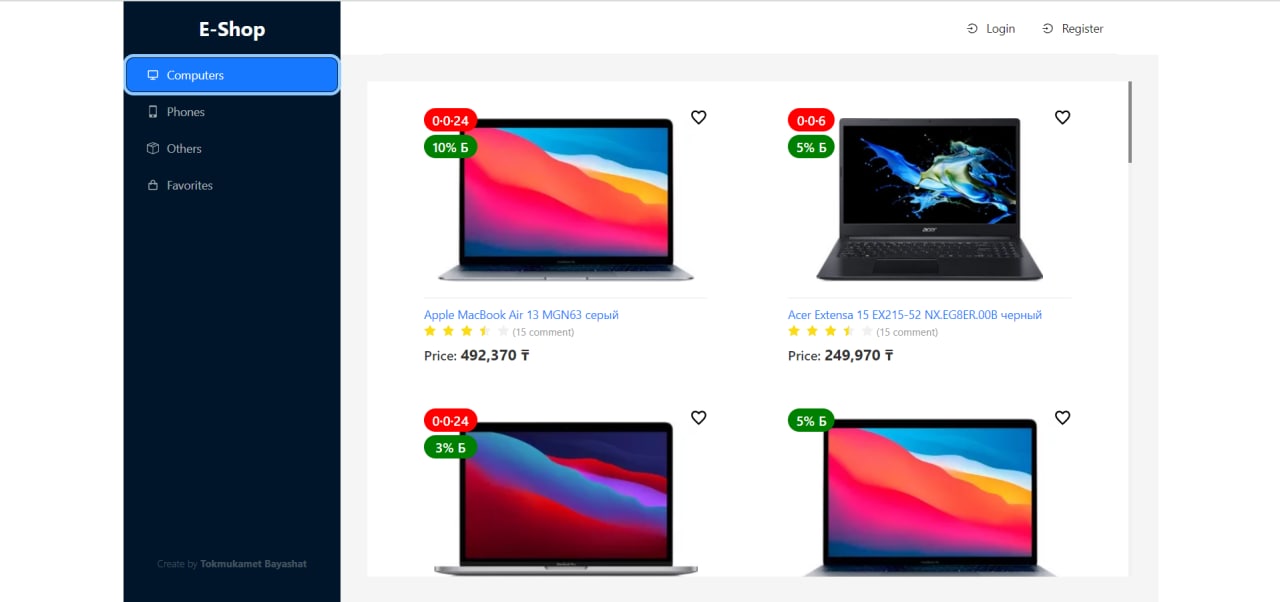 E-Shop
Login
Register
Computers
Phones
Others
Favorites
0·0·24
10% Б
0·0·6
5% Б
acer
Apple MacBook Air 13 MGN63 серый
(15 comment)
Price: 492,370 ₸
Acer Extensa 15 EX215-52 NX.EG8ER.00B черный
(15 comment)
Price: 249,970 ₸
0·0·24
3% Б
5% Б
Create by Tokmukamet Bayashat